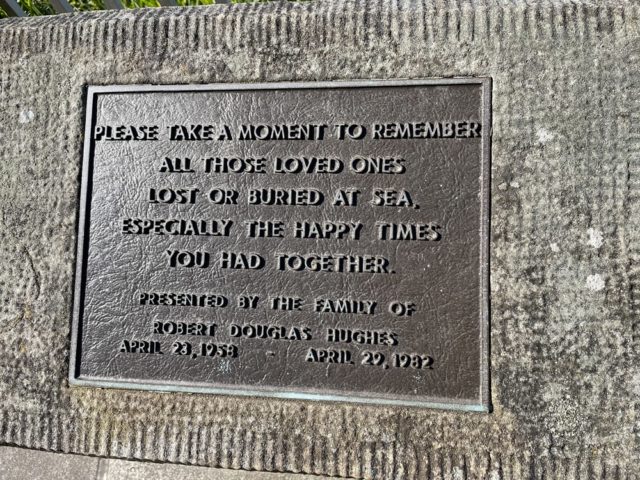 PLEASE TAKE A MOMENT TO REMEMBER
ALL THOSE LOVED ONES
LOST OR BURIED AT SEA.
ESPECIALLY THE HAPPY TIMES
YOU HAD TOGETHER.
PRESENTED BY THE FAMILY OF
ROBERT DOUGLAS HUGHES
APRIL 23, 1958 - APRIL 29, 1982